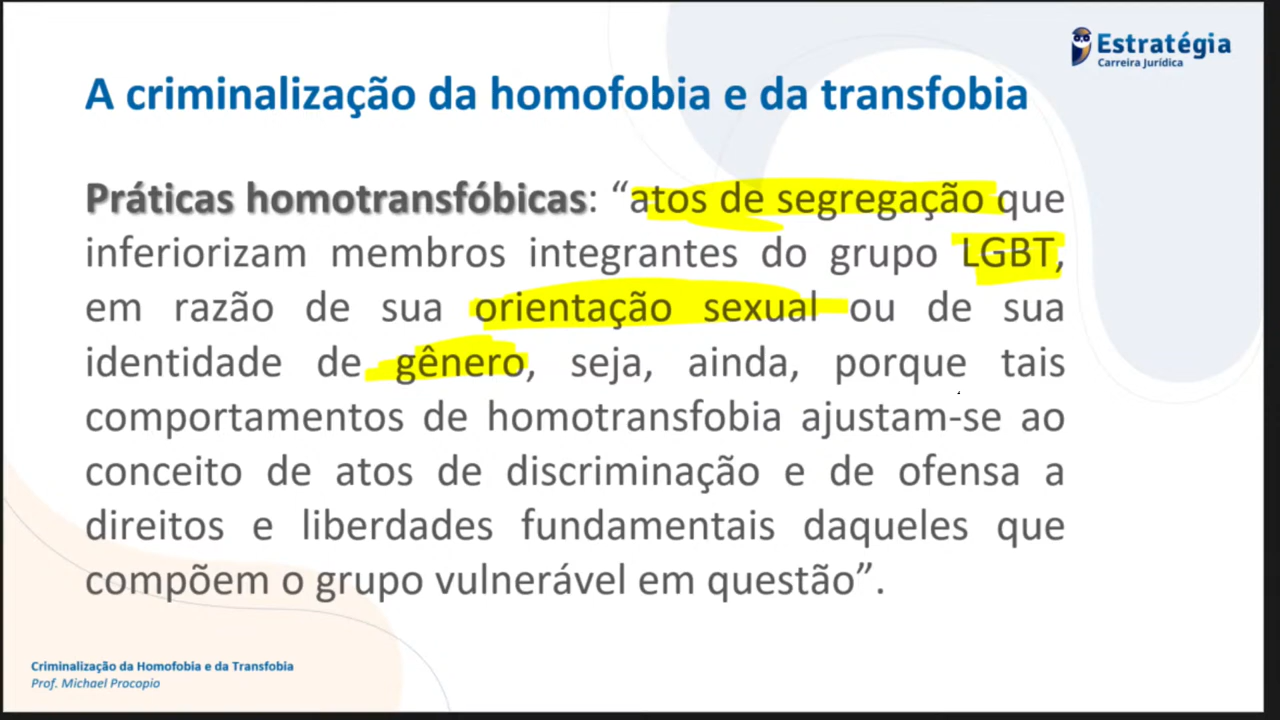 Estratégia
Carreira Jurídica
A criminalização da homofobia e da transfobia
Práticas homotransfóbicas: “atos de segregação que
inferiorizam membros integrantes do grupo LGBT,
em razão de sua orientação sexual ou de sua
identidade de gênero, seja, ainda, porque tais
comportamentos de homotransfobia ajustam-se ao
conceito de atos de discriminação e de ofensa a
direitos e liberdades fundamentais daqueles que
compõem o grupo vulnerável em questão”.
Criminalização da Homofobia e da Transfobia
Prof. Michael Procopio